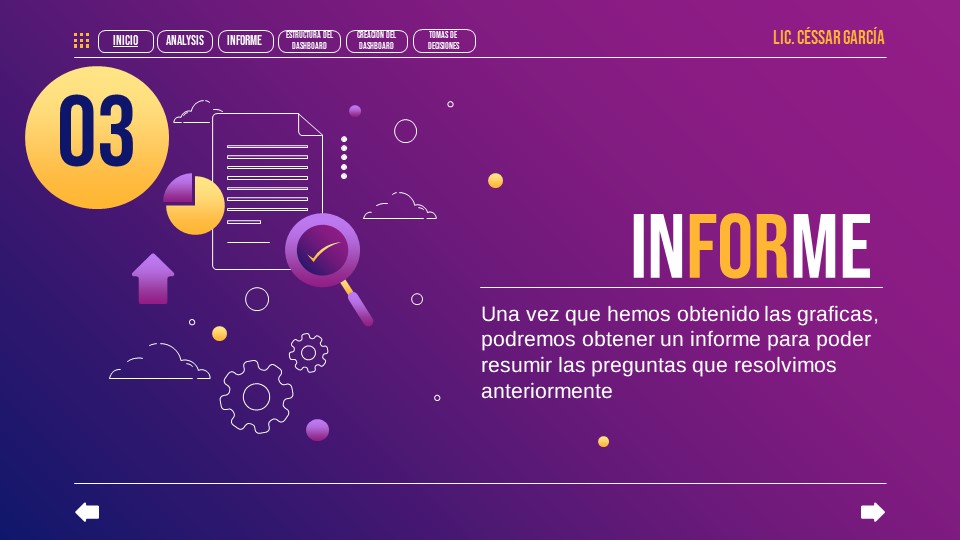 INICIO
ANALYSIS
INFORME
ESTRUCTURA DEL
DASHBOARD
CREACION DEL
DASHBOARD
TOMAS DE
DECISIONES
LIC. CÉSSAR GARCÍA
03
INFORME
Una vez que hemos obtenido las graficas,
podremos obtener un informe para poder
resumir las preguntas que resolvimos
anteriormente